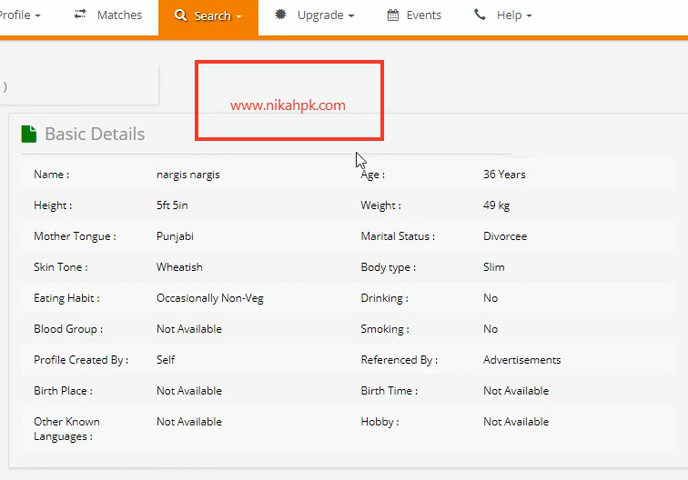 Profile Matches Search Upgrade Events Help
)
www.nikahpk.com
Basic Details
Name : nargis nargis Age : 36 Years
Height : 5ft 5in Weight : 49 kg
Mother Tongue : Punjabi Marital Status : Divorcee
Skin Tone : Wheatish Body type : Slim
Eating Habit : Occasionally Non-Veg Drinking : No
Blood Group : Not Available Smoking : No
Profile Created By : Self Referenced By : Advertisements
Birth Place : Not Available Birth Time : Not Available
Other Known Not Available Hobby : Not Available
Languages :